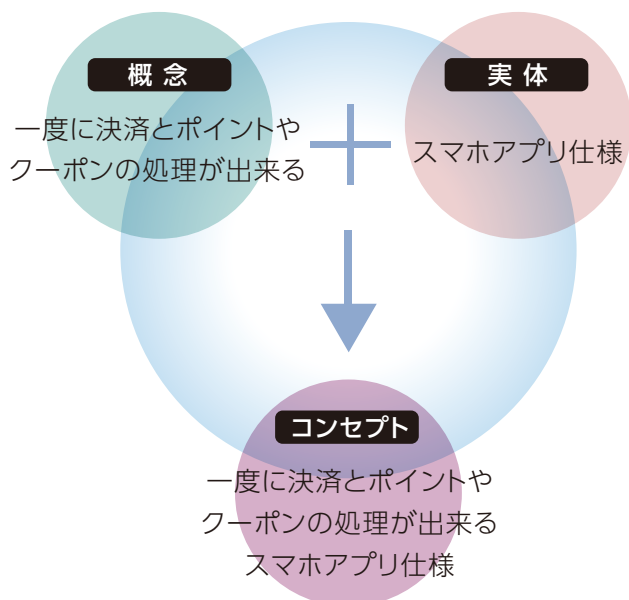 概念
一度に決済とポイントや
クーポンの処理が出来る
実体
スマホアプリ仕様
コンセプト
一度に決済とポイントや
クーポンの処理が出来る
スマホアプリ仕様